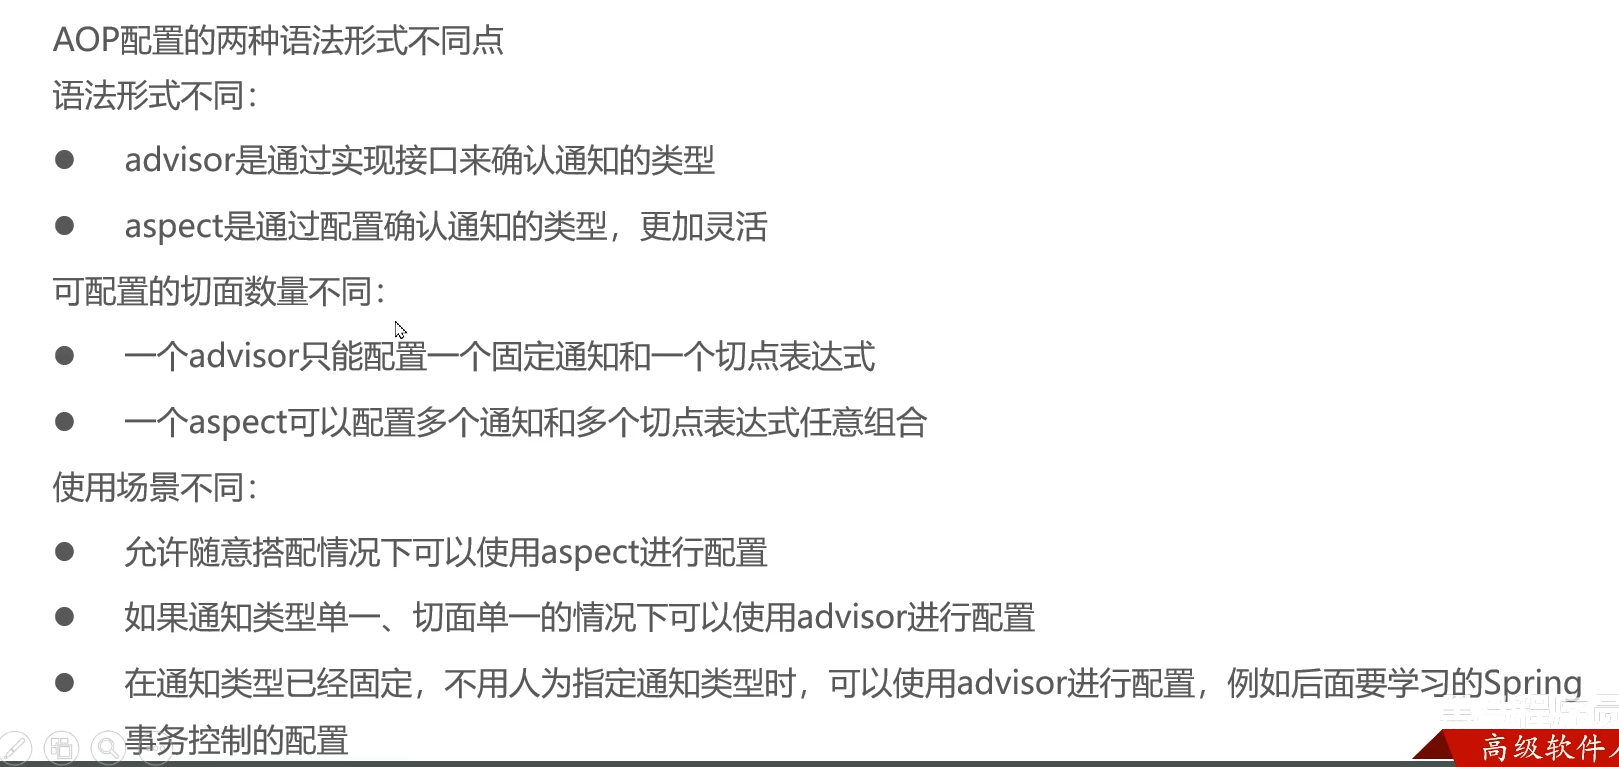 AOP配置的两种语法形式不同点
语法形式不同：
● advisor是通过实现接口来确认通知的类型
● aspect是通过配置确认通知的类型，更加灵活
可配置的切面数量不同：
● 一个advisor只能配置一个固定通知和一个切点表达式
● 一个aspect可以配置多个通知和多个切点表达式任意组合
使用场景不同：
● 允许随意搭配情况下可以使用aspect进行配置
● 如果通知类型单一、切面单一的情况下可以使用advisor进行配置
● 在通知类型已经固定，不用人为指定通知类型时，可以使用advisor进行配置，例如后面要学习的Spring
事务控制的配置
高级软件